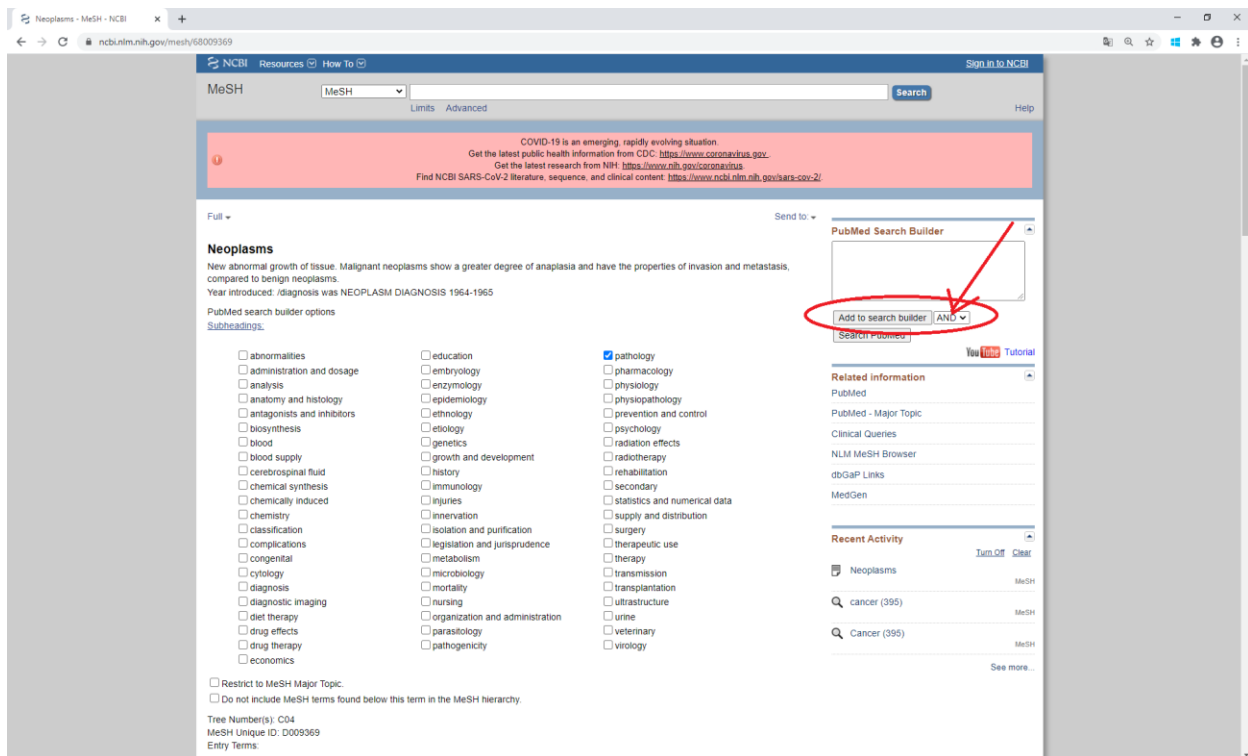 Neoplasms - MeSH - NCBI
ncbi.nlm.nih.gov/mesh/68009369
NCBI Resources How To Sign in to NCBI
MeSH MeSH Search
Limits Advanced Help
COVID-19 is an emerging, rapidly evolving situation.
Get the latest public health information from CDC: https://www.coronavirus.gov .
Get the latest research from NIH: https://www.nih.gov/coronavirus.
Find NCBI SARS-CoV-2 literature, sequence, and clinical content: https://www.ncbi.nlm.nih.gov/sars-cov-2/.
Full Send to:
Neoplasms
New abnormal growth of tissue. Malignant neoplasms show a greater degree of anaplasia and have the properties of invasion and metastasis,
compared to benign neoplasms.
Year introduced: /diagnosis was NEOPLASM DIAGNOSIS 1964-1965
PubMed search builder options
Subheadings:
abnormalities
administration and dosage
analysis
anatomy and histology
antagonists and inhibitors
biosynthesis
blood
blood supply
cerebrospinal fluid
chemical synthesis
chemically induced
chemistry
classification
complications
congenital
cytology
diagnosis
diagnostic imaging
diet therapy
drug effects
drug therapy
economics
education
embryology
enzymology
epidemiology
ethnology
etiology
genetics
growth and development
history
immunology
injuries
innervation
isolation and purification
legislation and jurisprudence
metabolism
microbiology
mortality
nursing
organization and administration
parasitology
pathogenicity
pathology
pharmacology
physiology
physiopathology
prevention and control
psychology
radiation effects
radiotherapy
rehabilitation
secondary
statistics and numerical data
supply and distribution
surgery
therapeutic use
therapy
transmission
transplantation
ultrastructure
urine
veterinary
virology
Restrict to MeSH Major Topic.
Do not include MeSH terms found below this term in the MeSH hierarchy.
Tree Number(s): C04
MeSH Unique ID: D009369
Entry Terms:
PubMed Search Builder
Add to search builder AND
Search PubMed
YouTube Tutorial
Related information
PubMed
PubMed - Major Topic
Clinical Queries
NLM MeSH Browser
dbGaP Links
MedGen
Recent Activity
Turn Off Clear
Neoplasms
MeSH
cancer (395)
MeSH
Cancer (395)
MeSH
See more...